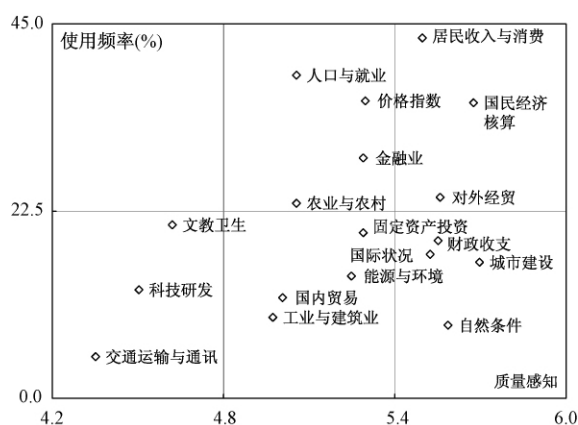 45.0
使用频率(%)
居民收入与消费
人口与就业
价格指数
国民经济
核算
金融业
对外经贸
农业与农村
22.5
文教卫生
固定资产投资
财政收支
国际状况
城市建设
能源与环境
科技研发
国内贸易
工业与建筑业
自然条件
交通运输与通讯
质量感知
0.0
4.2
4.8
5.4
6.0